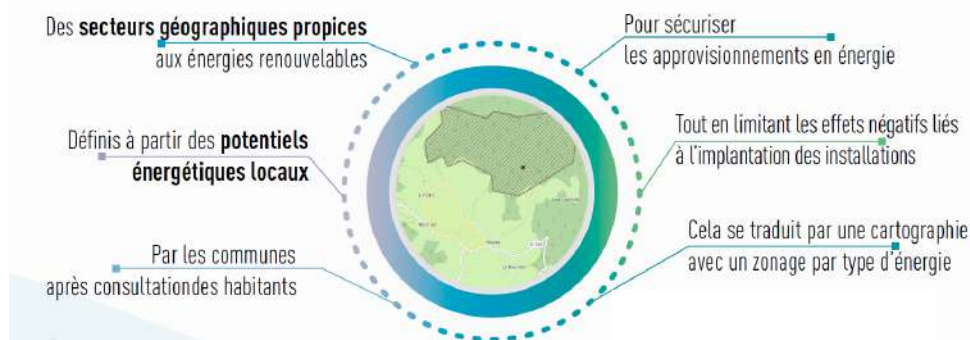 Des secteurs géographiques propices
aux énergies renouvelables
Définis à partir des potentiels
énergétiques locaux
Par les communes
après consultationdes habitants
Pour sécuriser
les approvisionnements en énergie
Tout en limitant les effets négatifs liés
à l'implantation des installations
Cela se traduit par une cartographie
avec un zonage par type d'énergie